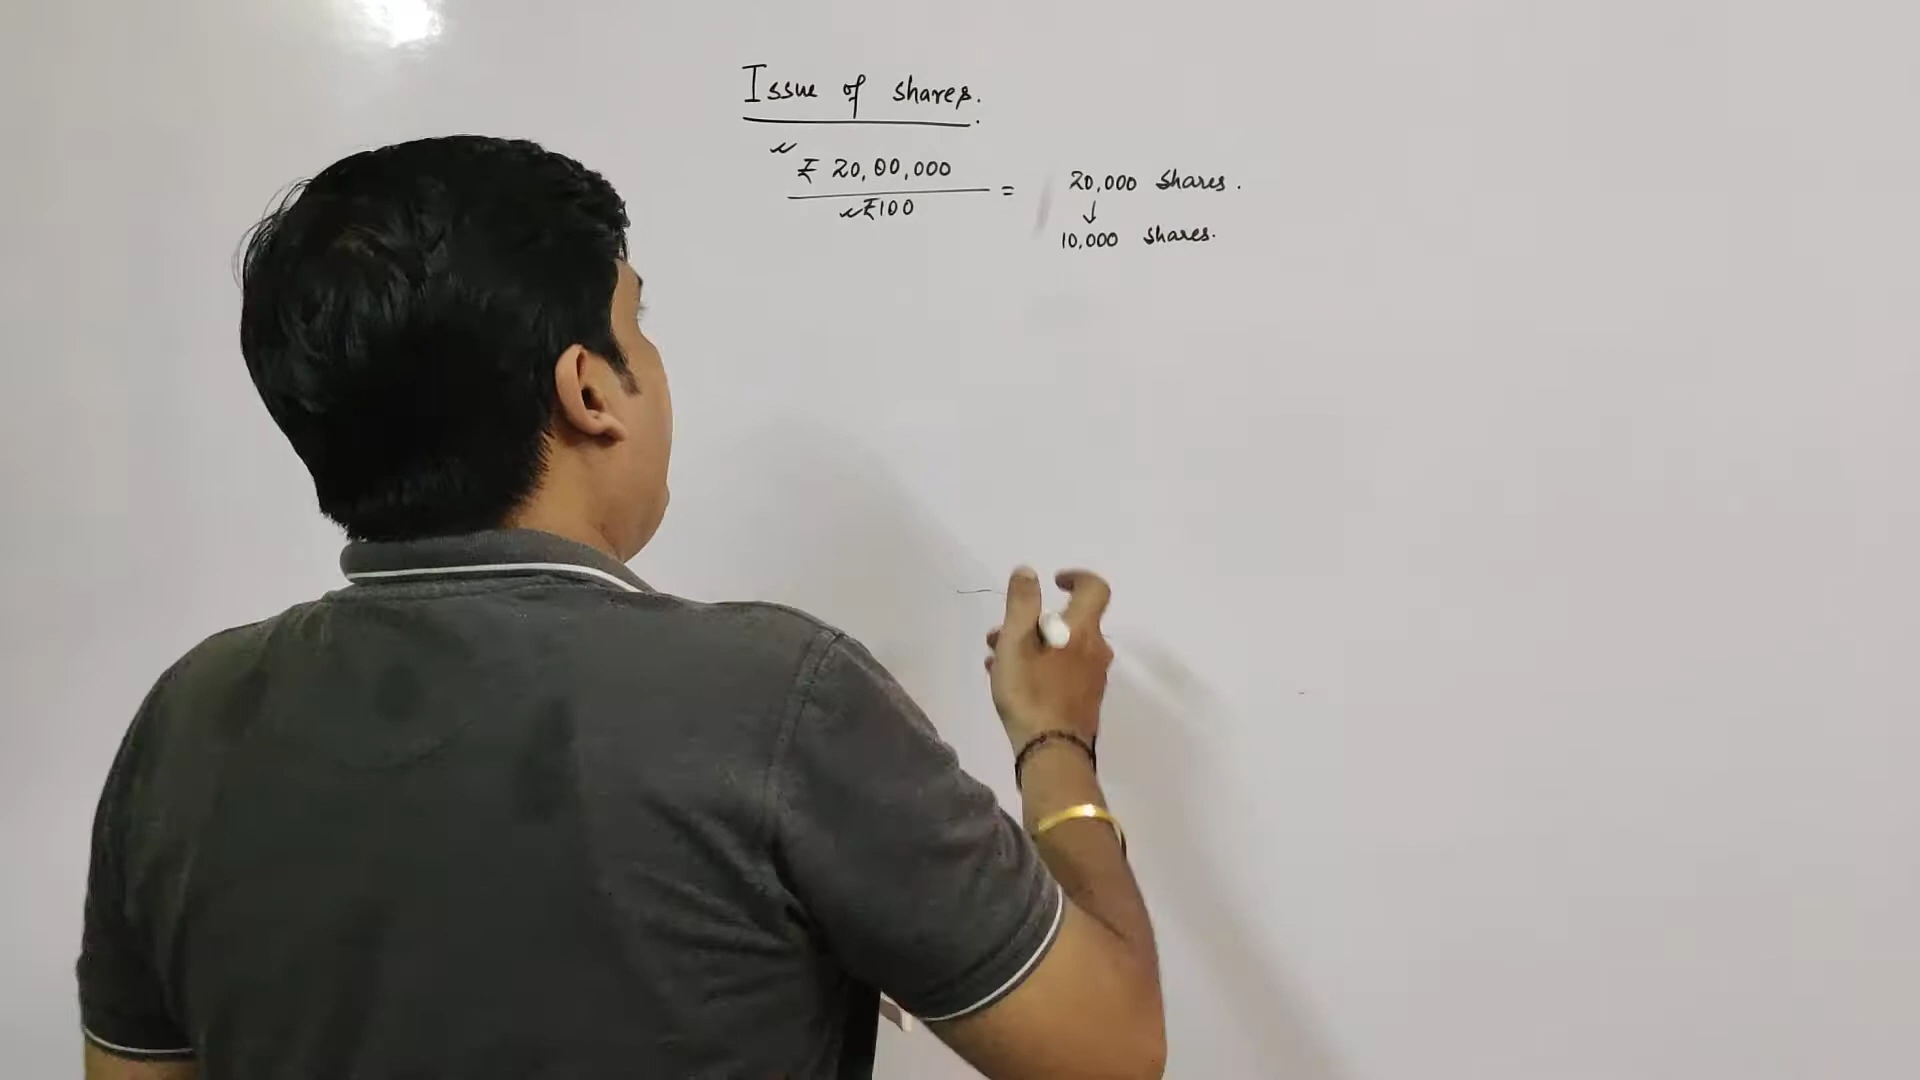 Issue of shares.
₹ 20,00,000
₹100
=
20,000 shares.
↓
10,000 shares.